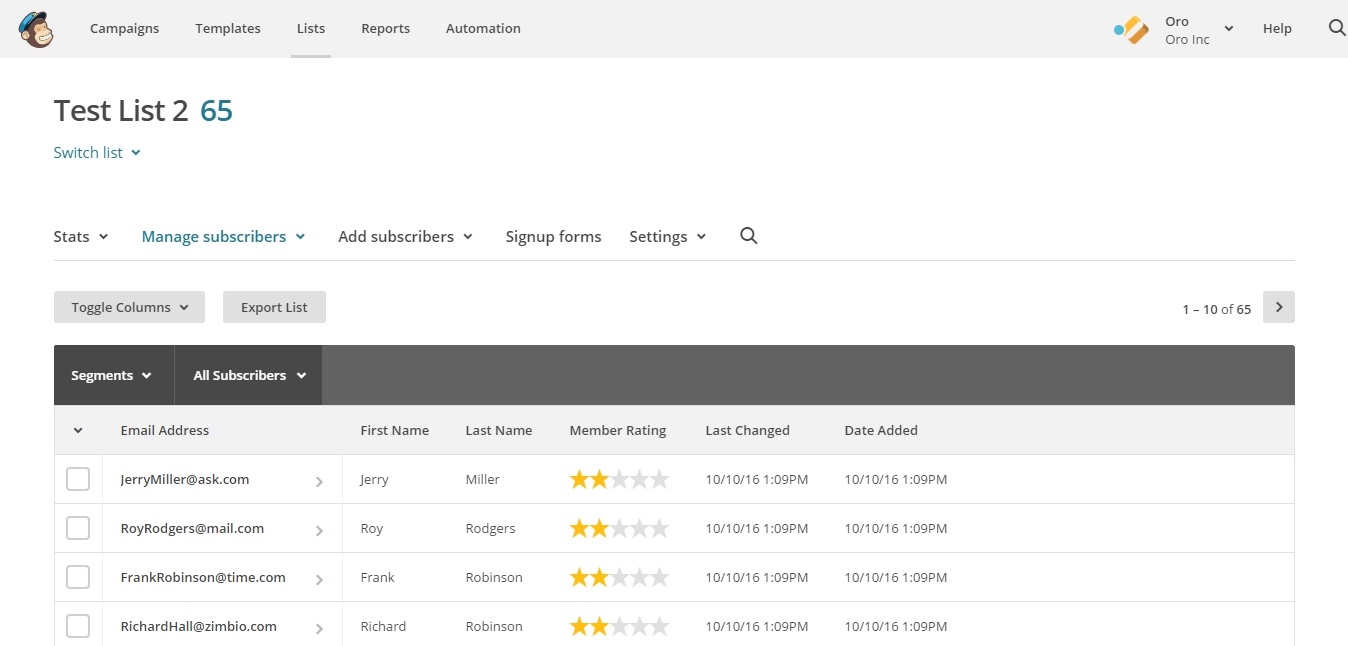 Campaigns Templates Lists Reports Automation Oro Help
Oro Inc
Test List 2 65
Switch list
Stats Manage subscribers Add subscribers Signup forms Settings
Toggle Columns Export List 1 – 10 of 65
Segments All Subscribers
Email Address First Name Last Name Member Rating Last Changed Date Added
JerryMiller@ask.com Jerry Miller 10/10/16 1:09PM 10/10/16 1:09PM
RoyRodgers@mail.com Roy Rodgers 10/10/16 1:09PM 10/10/16 1:09PM
FrankRobinson@time.com Frank Robinson 10/10/16 1:09PM 10/10/16 1:09PM
RichardHall@zimbio.com Richard Robinson 10/10/16 1:09PM 10/10/16 1:09PM